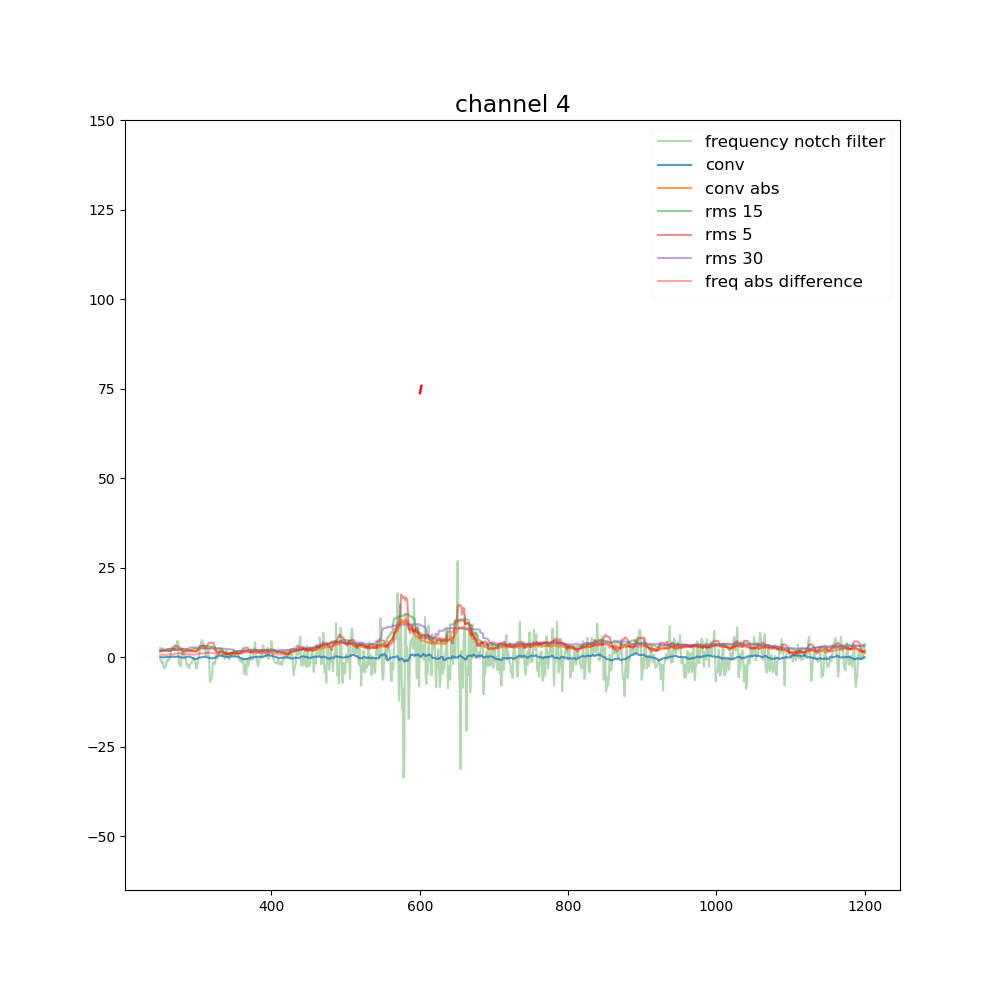 channel 4
150
125
100
75
50
25
0
−25
−50
frequency notch filter
conv
conv abs
rms 15
rms 5
rms 30
freq abs difference
400 600 800 1000 1200